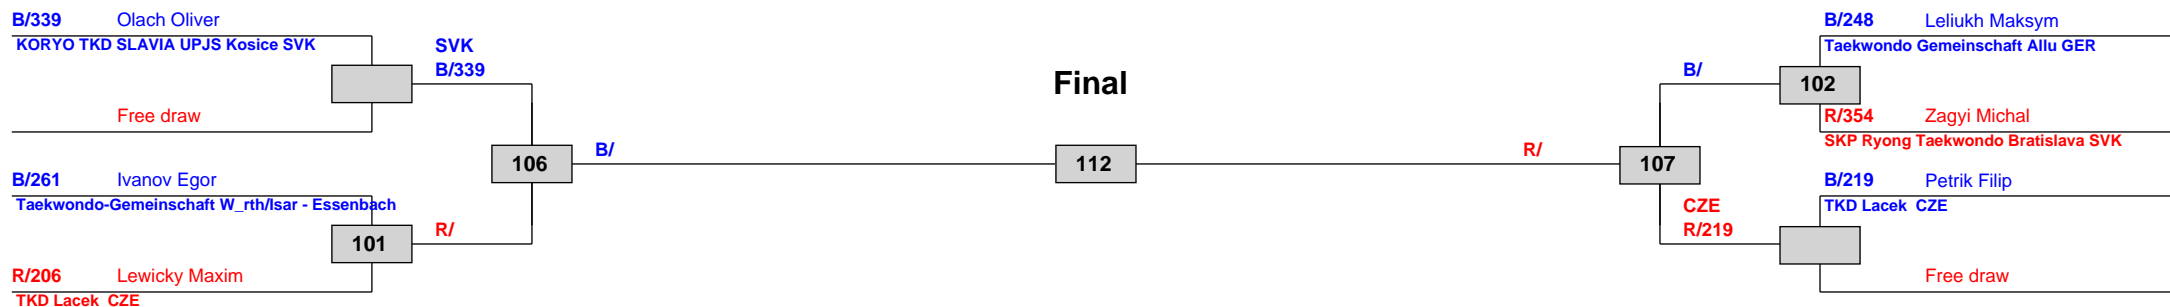 B/339 Olach Oliver
KORYO TKD SLAVIA UPJS Kosice SVK
SVK
B/339
Free draw
B/261 Ivanov Egor
Taekwondo-Gemeinschaft W_rth/Isar - Essenbach
101
R/
R/206 Lewicky Maxim
TKD Lacek CZE
106
B/
Final
112
R/
107
B/
CZE
R/219
B/248 Leliukh Maksym
Taekwondo Gemeinschaft Allu GER
102
R/354 Zagyi Michal
SKP Ryong Taekwondo Bratislava SVK
B/219 Petrik Filip
TKD Lacek CZE
Free draw